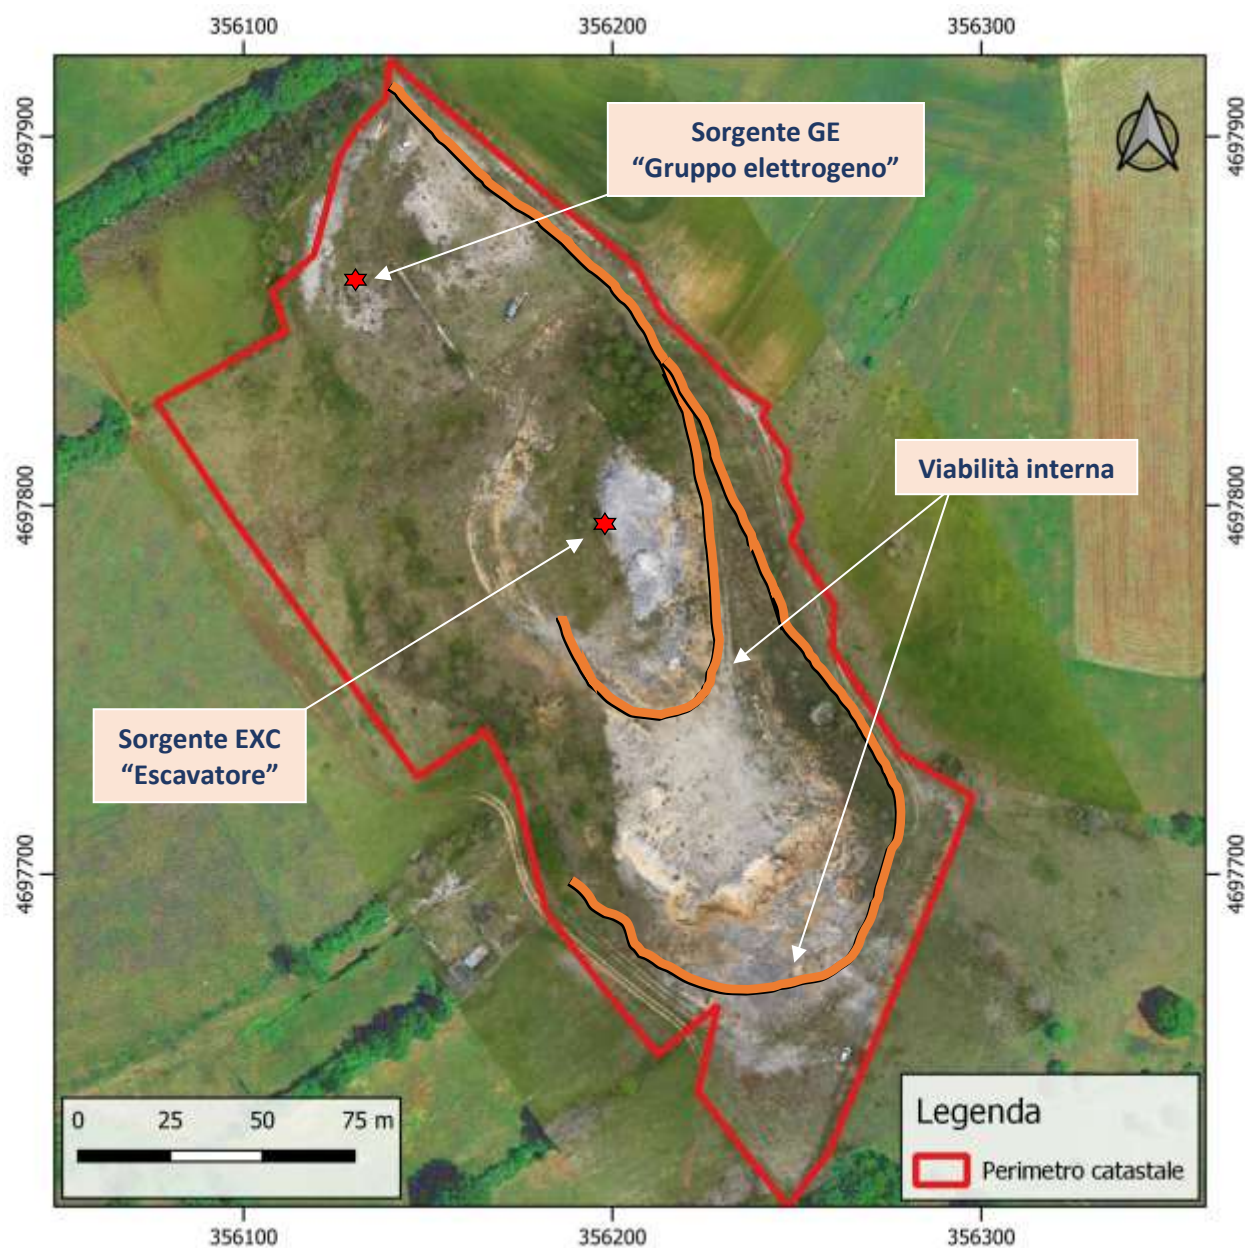 356100
356200
356300
4697900
4697900
Sorgente GE
“Gruppo elettrogeno”
Viabilità interna
4697800
4697800
Sorgente EXC
“Escavatore”
4697700
4697700
0 25 50 75 m
Legenda
Perimetro catastale
356100
356200
356300